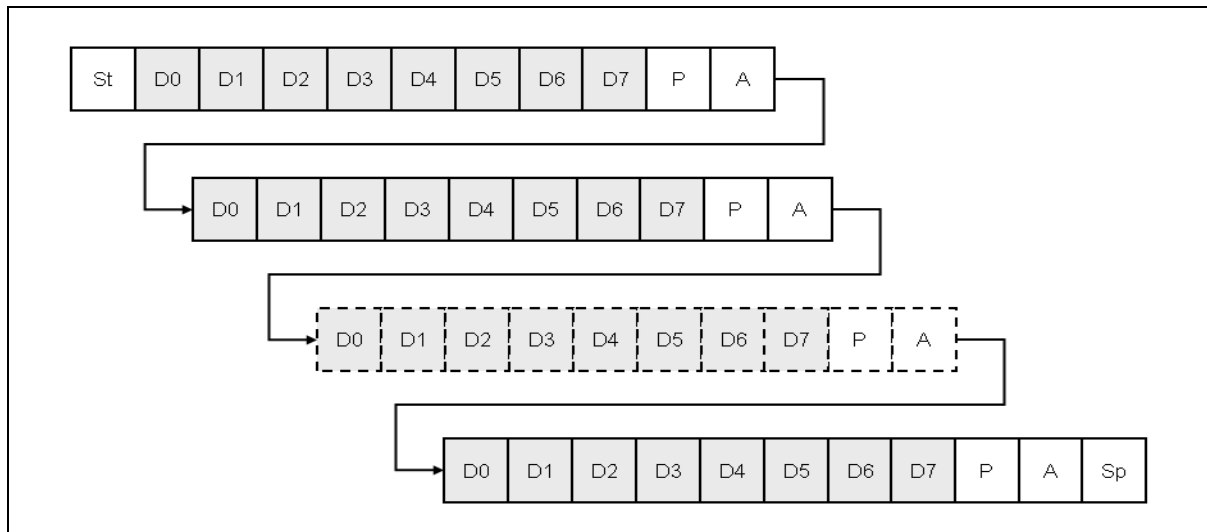 St D0 D1 D2 D3 D4 D5 D6 D7 P A
D0 D1 D2 D3 D4 D5 D6 D7 P A
D0 D1 D2 D3 D4 D5 D6 D7 P A
D0 D1 D2 D3 D4 D5 D6 D7 P A Sp